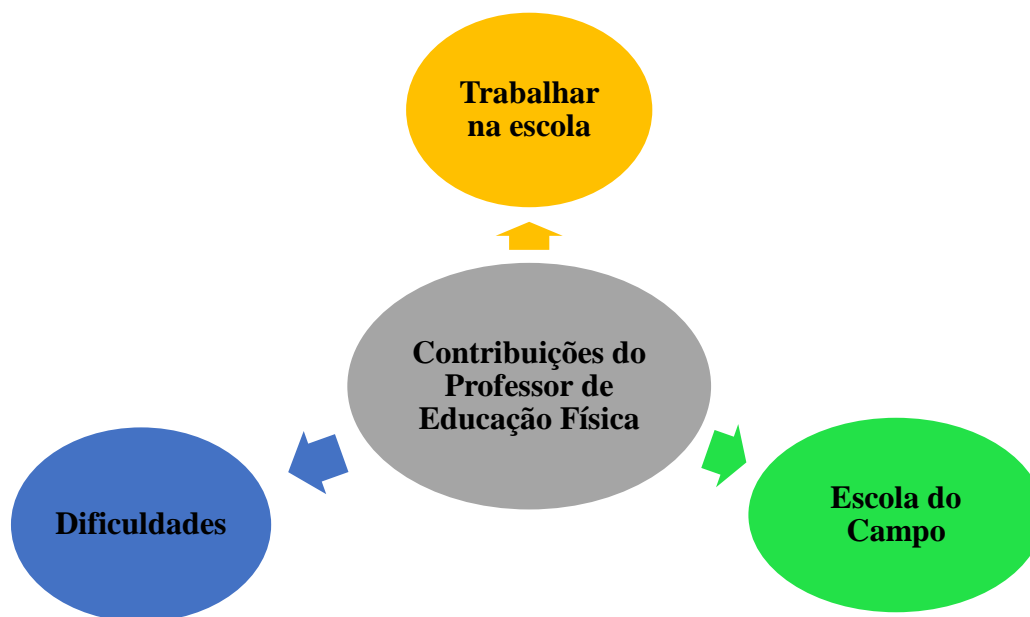 Trabalhar
na escola
Contribuições do
Professor de
Educação Física
Dificuldades
Escola do
Campo